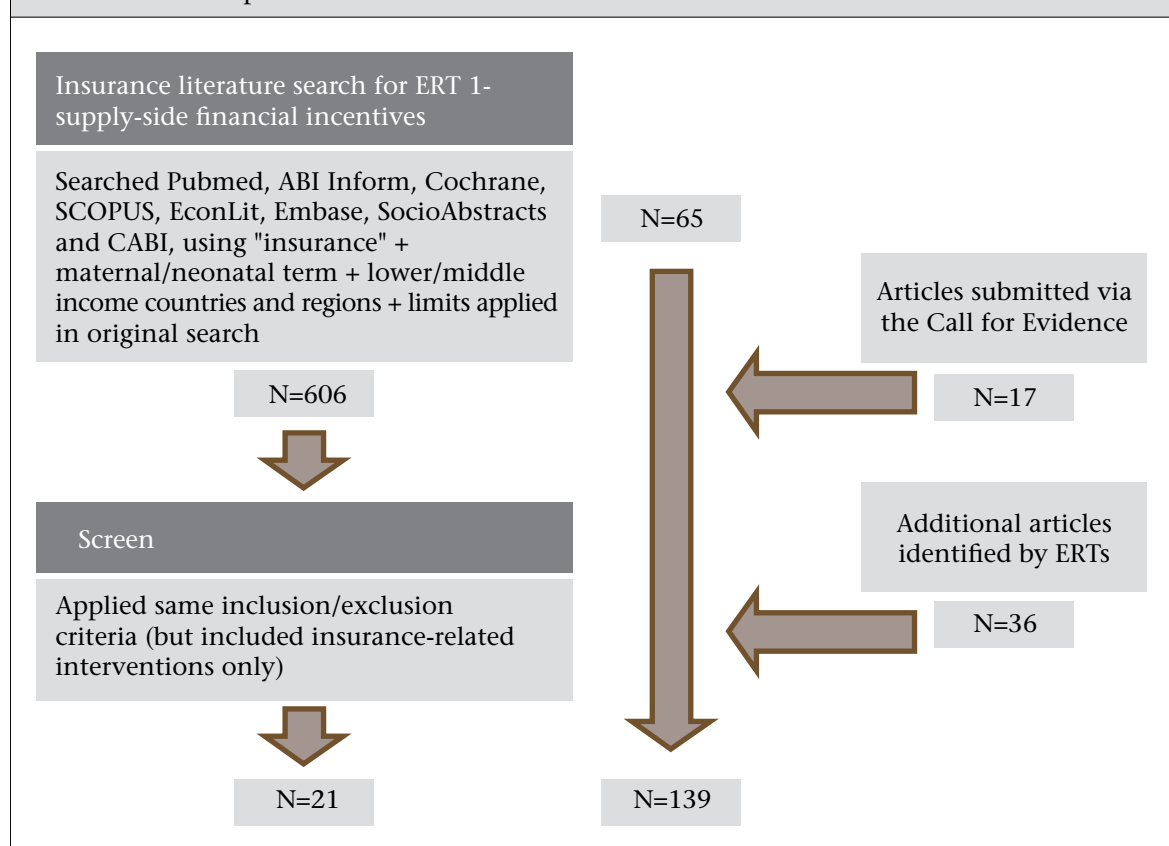 Insurance literature search for ERT 1-
supply-side financial incentives
Searched Pubmed, ABI Inform, Cochrane,
SCOPUS, EconLit, Embase, SocioAbstracts
and CABI, using "insurance" +
maternal/neonatal term + lower/middle
income countries and regions + limits applied
in original search
N=606
Screen
Applied same inclusion/exclusion
criteria (but included insurance-related
interventions only)
N=21
N=65
Articles submitted via
the Call for Evidence
N=17
Additional articles
identified by ERTs
N=36
N=139